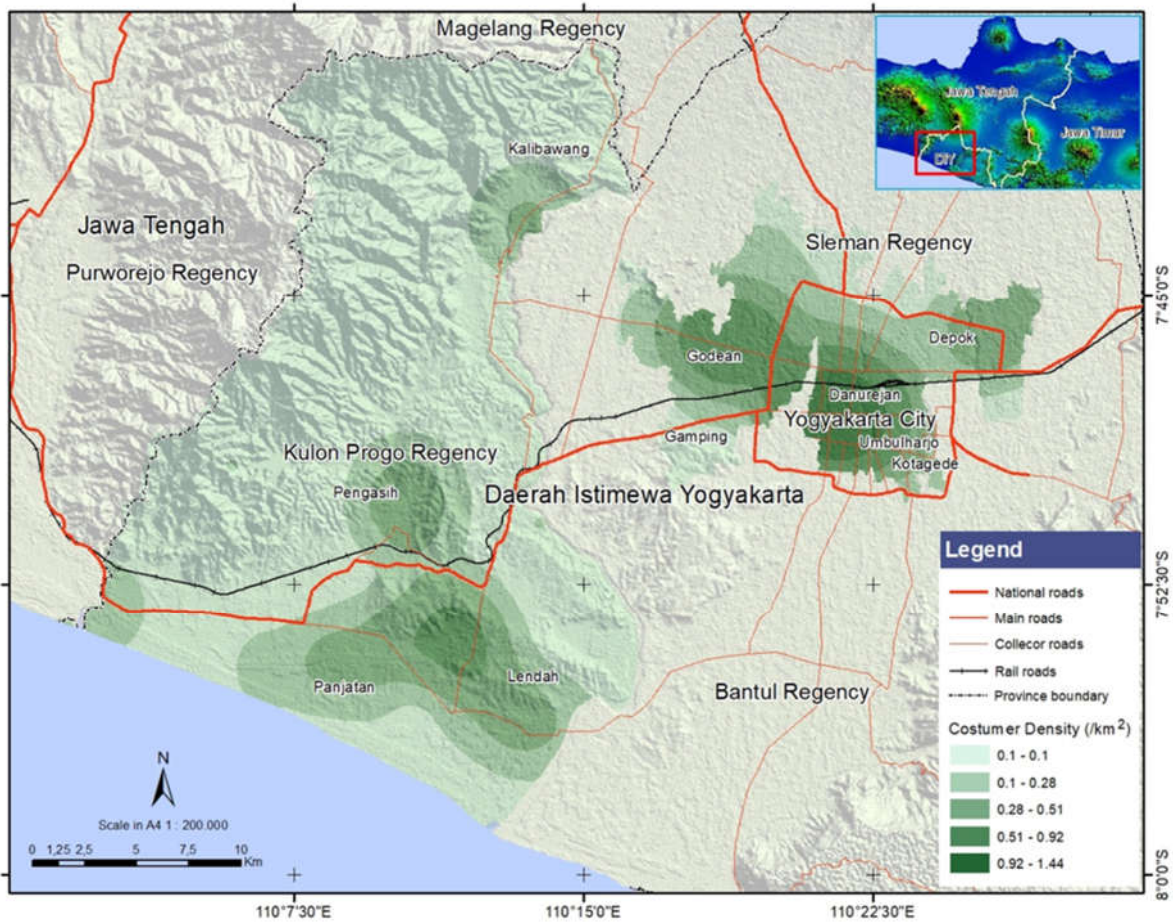 Magelang Regency
Jawa Tengah
Jawa Timur
DIY
Kalibawang
Jawa Tengah
Purworejo Regency
Sleman Regency
7°45'0"S
Godean
Depok
Danurejan
Yogyakarta City
Gamping
Umbulharjo
Kotagede
Kulon Progo Regency
Pengasih
Daerah Istimewa Yogyakarta
7°52'30"S
Panjatan
Lendah
Bantul Regency
Legend
National roads
Main roads
Collecor roads
Rail roads
Province boundary
Costumer Density (/km²)
0.1 - 0.1
0.1 - 0.28
0.28 - 0.51
0.51 - 0.92
0.92 - 1.44
N
Scale in A4 1 : 200.000
0 1,25 2,5 5 7,5 10
Km
8°0'0"S
110°7'30"E 110°15'0"E 110°22'30"E